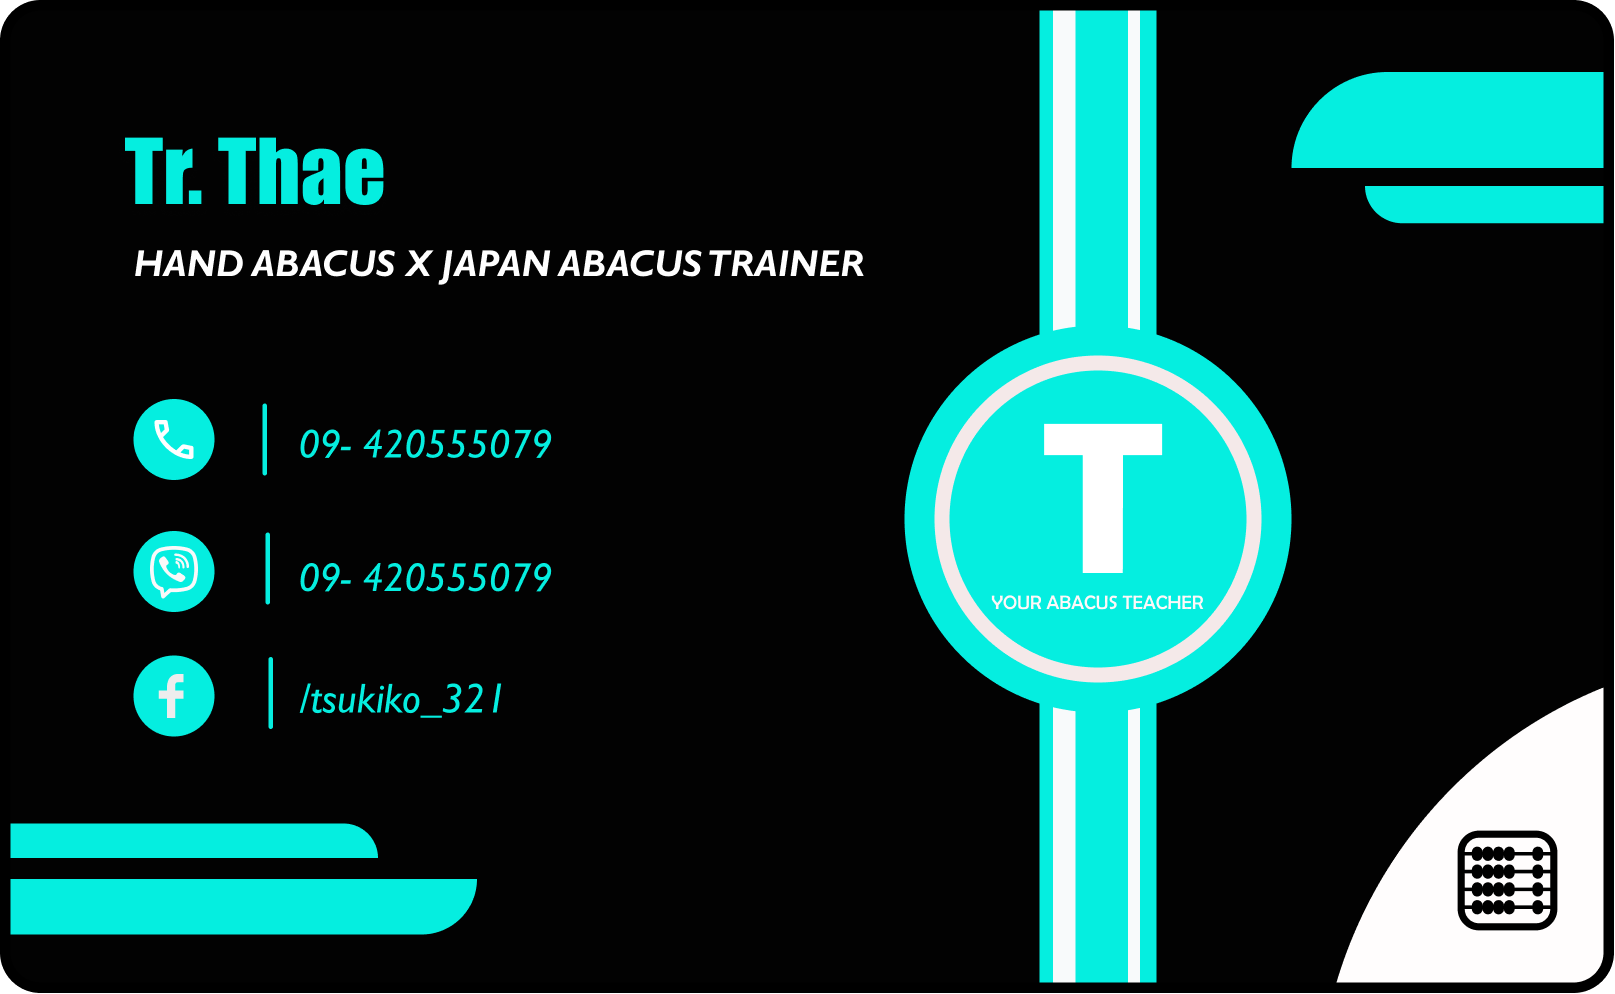 Tr. Thae
HAND ABACUS X JAPAN ABACUS TRAINER
09- 420555079
09- 420555079
/tsukiko_321
T
YOUR ABACUS TEACHER